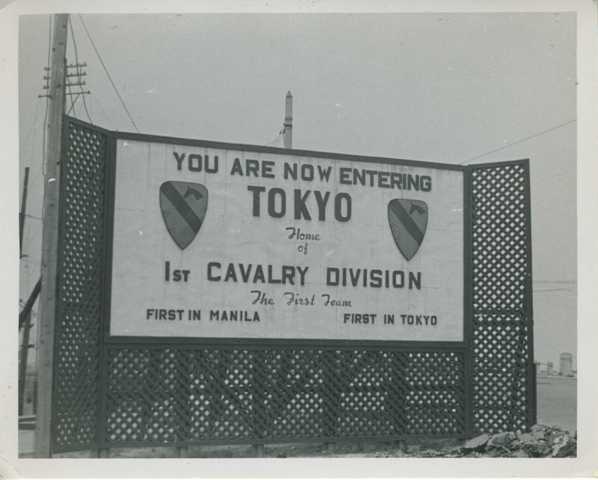 YOU ARE NOW ENTERING
TOKYO
Home
of
1ST CAVALRY DIVISION
The First Team
FIRST IN MANILA FIRST IN TOKYO